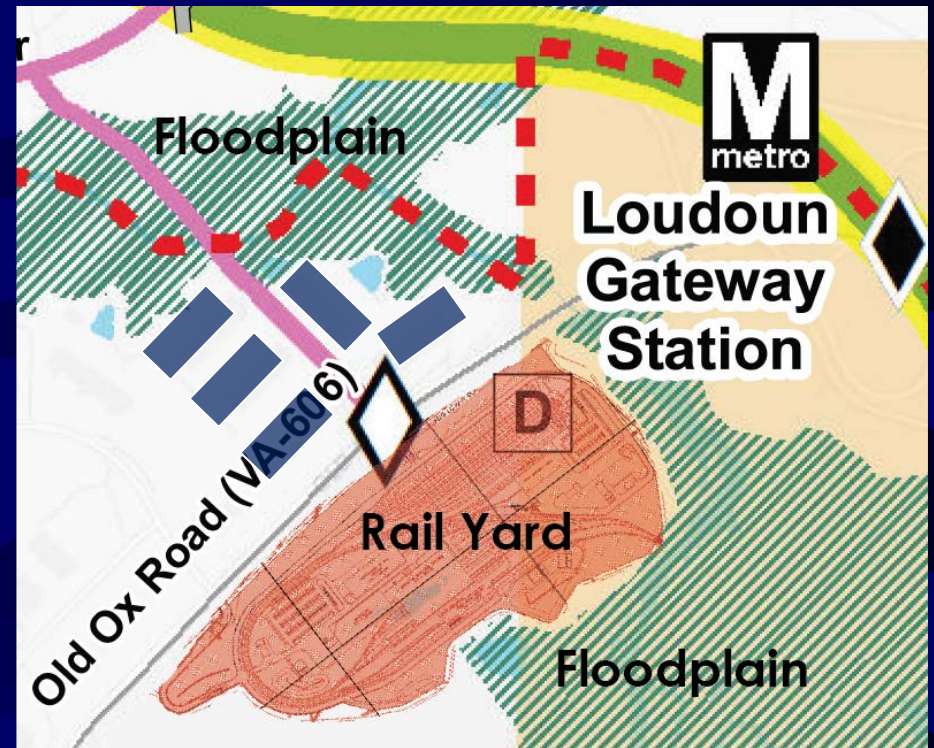 r
Floodplain
M
metro
Loudoun
Gateway
Station
Old Ox Road (VA-606)
D
Rail Yard
Floodplain